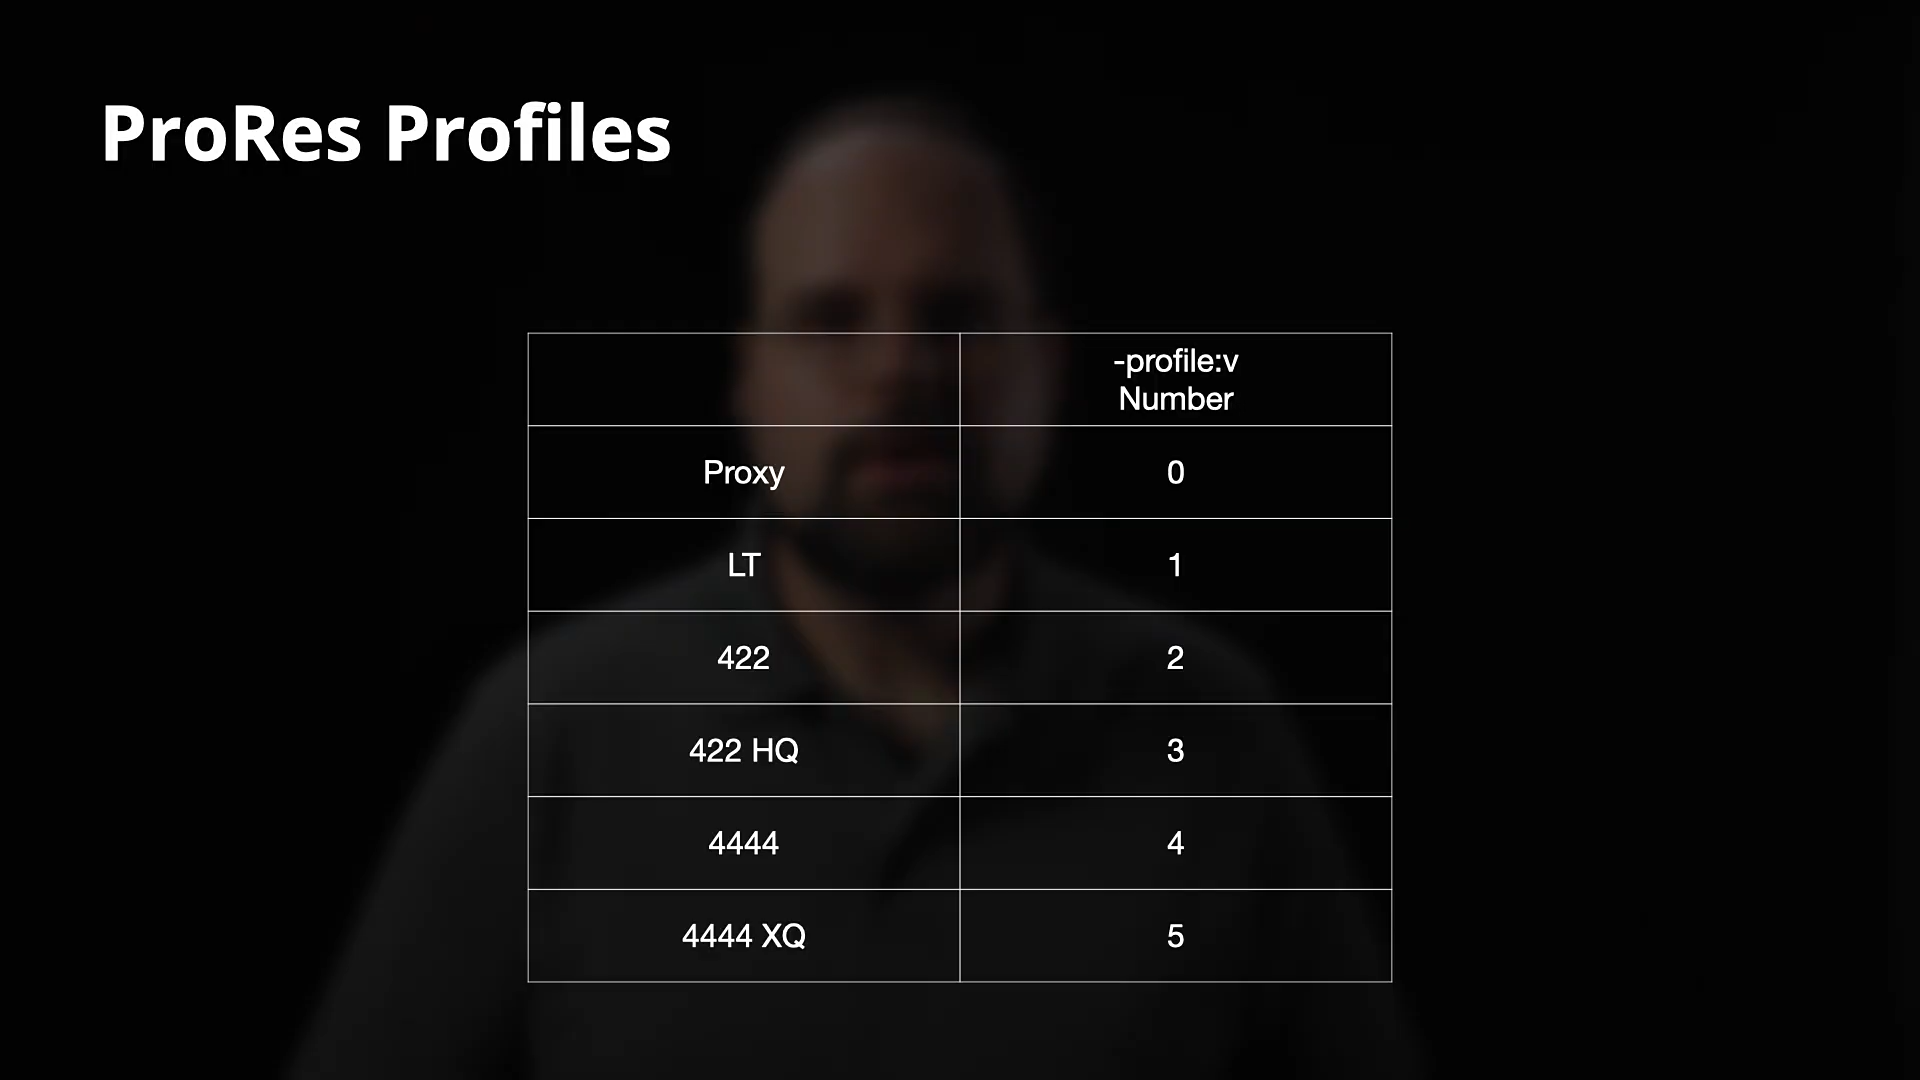 ProRes Profiles
-profile:v
Number
Proxy 0
LT 1
422 2
422 HQ 3
4444 4
4444 XQ 5